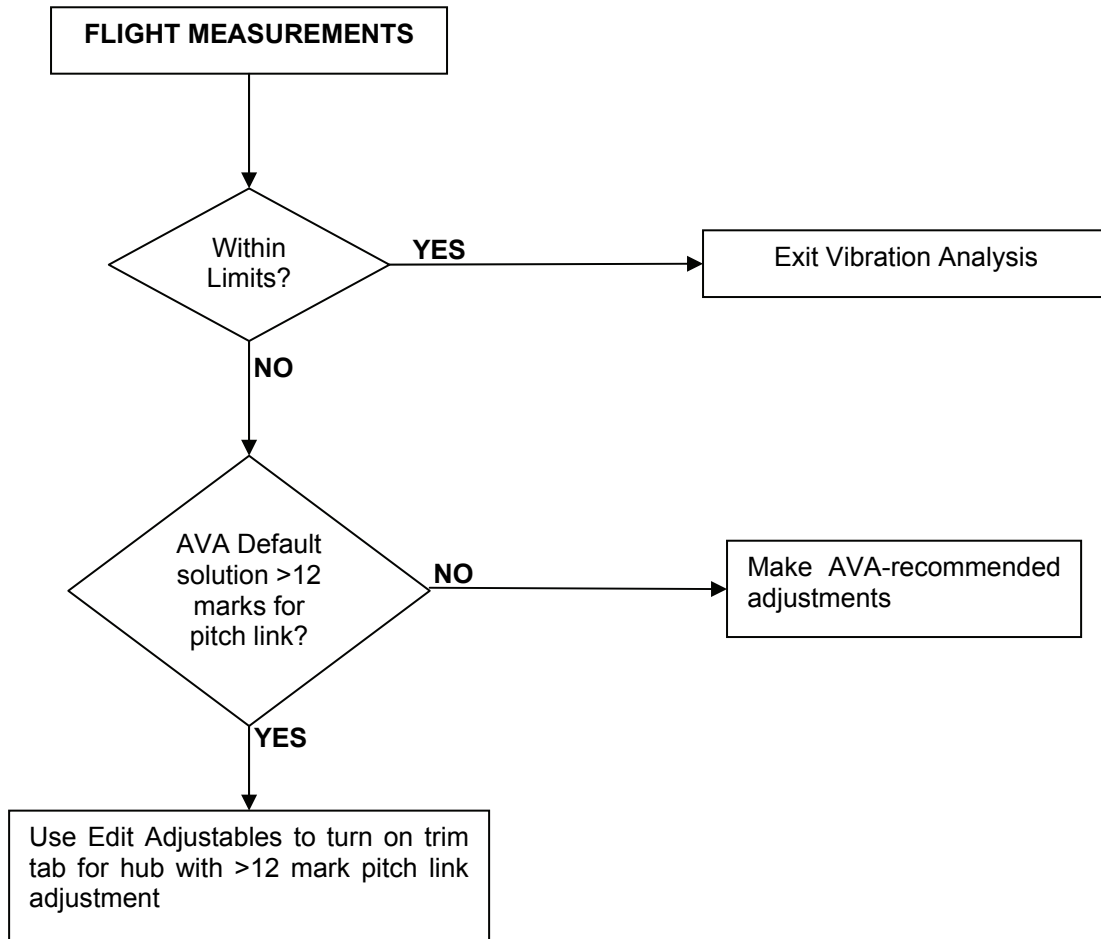 FLIGHT MEASUREMENTS
Within
Limits?
YES
Exit Vibration Analysis
NO
AVA Default
solution >12
marks for
pitch link?
NO
Make AVA-recommended
adjustments
YES
Use Edit Adjustables to turn on trim
tab for hub with >12 mark pitch link
adjustment